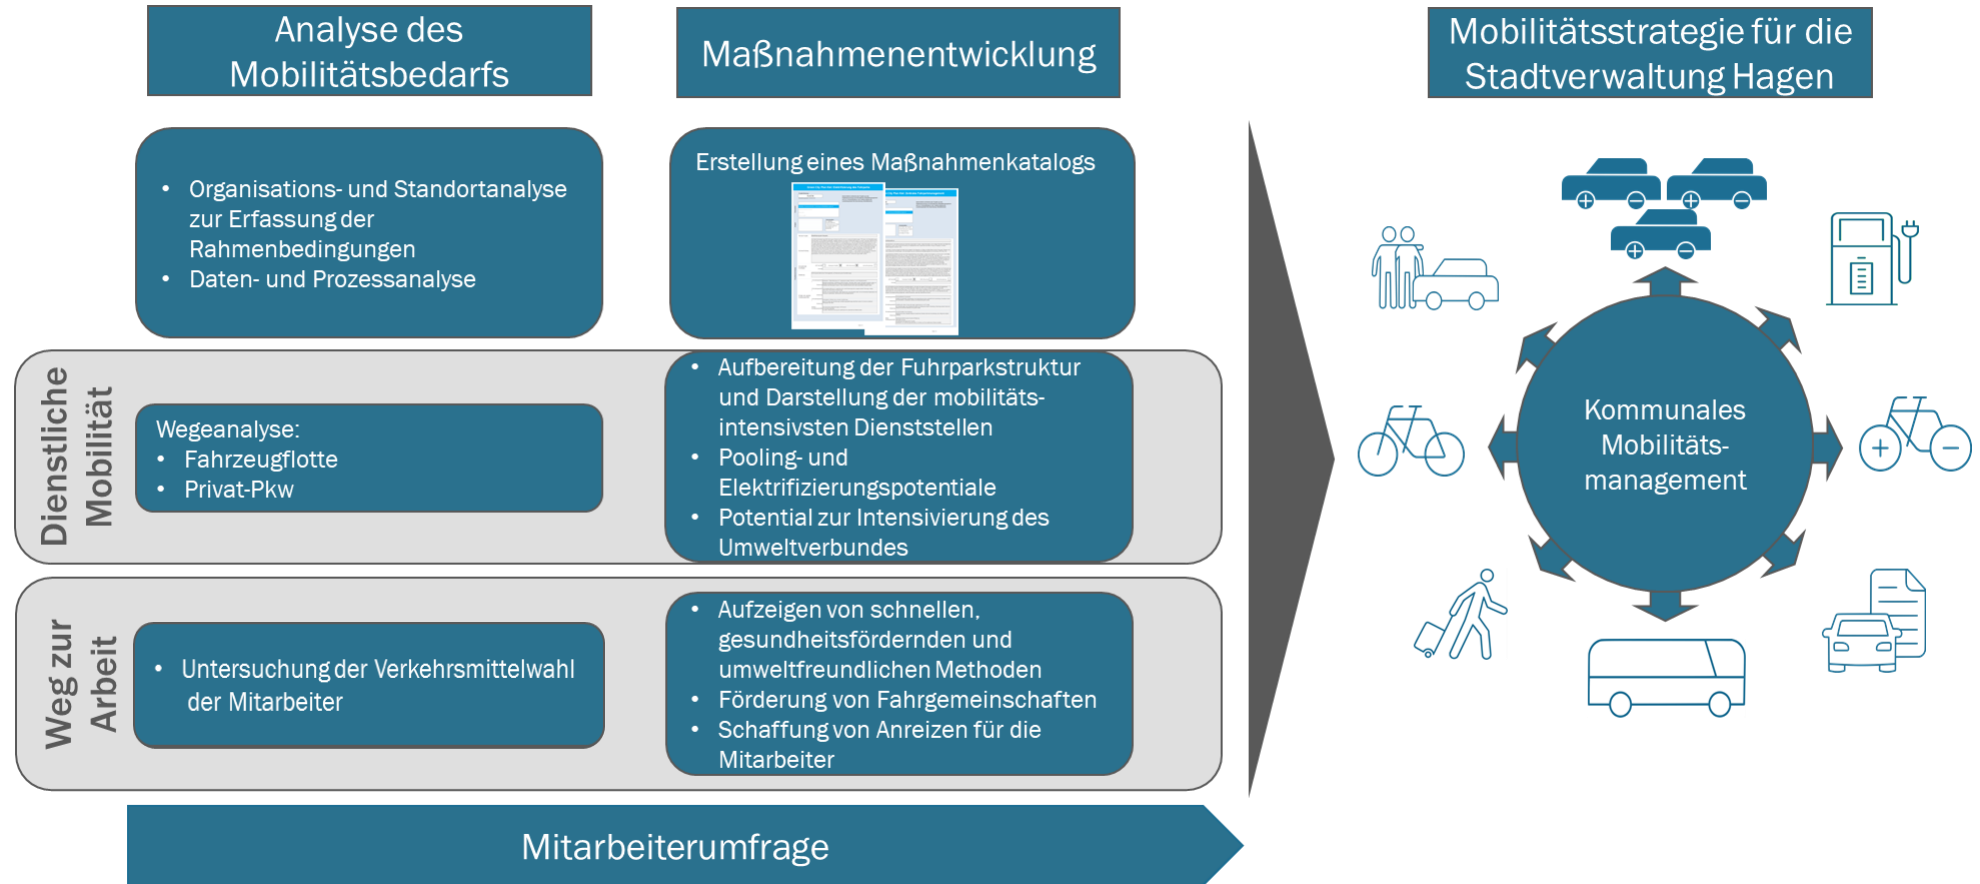 Analyse des
Mobilitätsbedarfs
Maßnahmenentwicklung
Mobilitätsstrategie für die
Stadtverwaltung Hagen
• Organisations- und Standortanalyse
zur Erfassung der
Rahmenbedingungen
• Daten- und Prozessanalyse
Erstellung eines Maßnahmenkatalogs
Dienstliche
Mobilität
Wegeanalyse:
• Fahrzeugflotte
• Privat-Pkw
• Aufbereitung der Fuhrparkstruktur
und Darstellung der mobilitäts-
intensivsten Dienststellen
• Pooling- und
Elektrifizierungspotentiale
• Potential zur Intensivierung des
Umweltverbundes
Weg zur
Arbeit
• Untersuchung der Verkehrsmittelwahl
der Mitarbeiter
• Aufzeigen von schnellen,
gesundheitsfördernden und
umweltfreundlichen Methoden
• Förderung von Fahrgemeinschaften
• Schaffung von Anreizen für die
Mitarbeiter
Mitarbeiterumfrage
Kommunales
Mobilitäts-
management